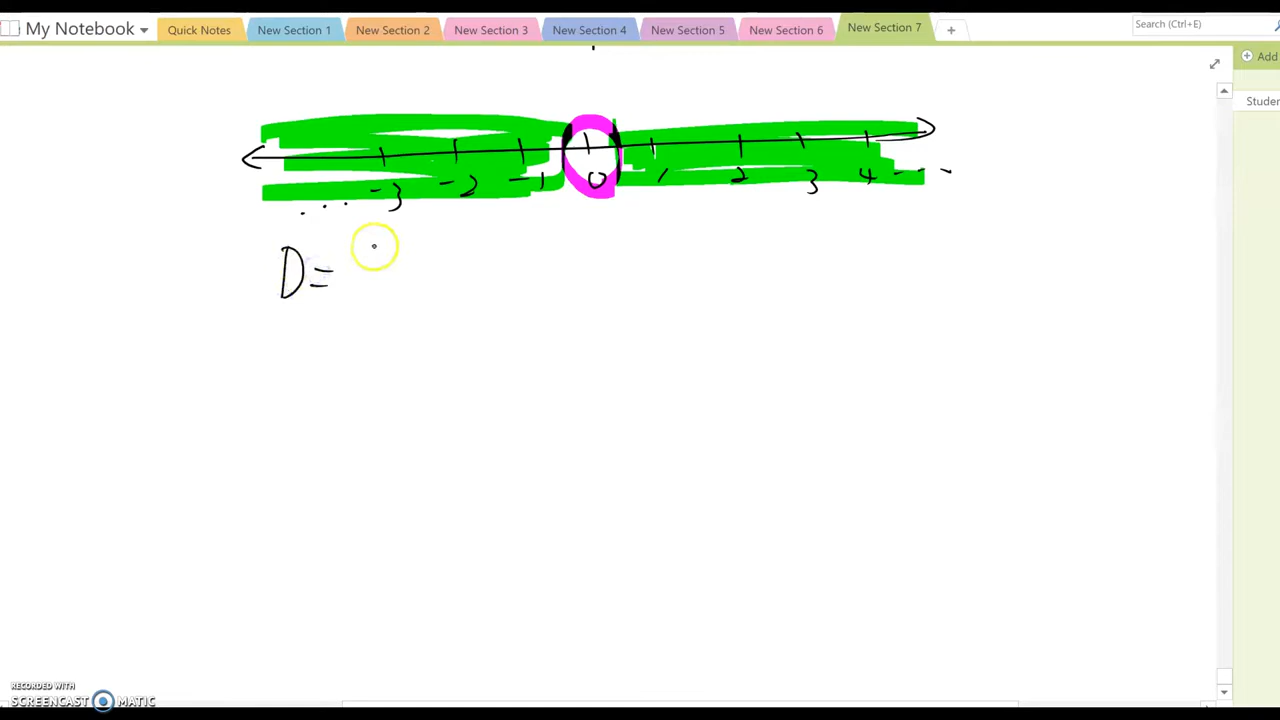 My Notebook Quick Notes New Section 1 New Section 2 New Section 3 New Section 4 New Section 5 New Section 6 New Section 7 + Search (Ctrl+E)
Add
Studer
-3 -2 -1 0 1 2 3 4 ---
...
D=
RECORDED WITH
SCREENCAST MATIC